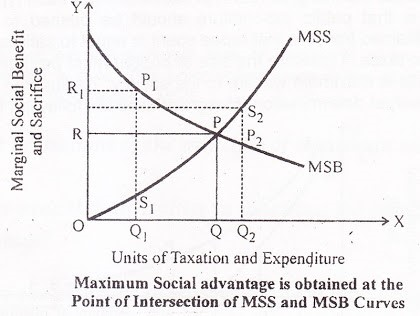 Y
MSS
R₁
P₁
S₂
R
P
P₂
MSB
S₁
O
Q₁
Q
Q₂
X
Marginal Social Benefit
and Sacrifice
Units of Taxation and Expenditure
Maximum Social advantage is obtained at the
Point of Intersection of MSS and MSB Curves